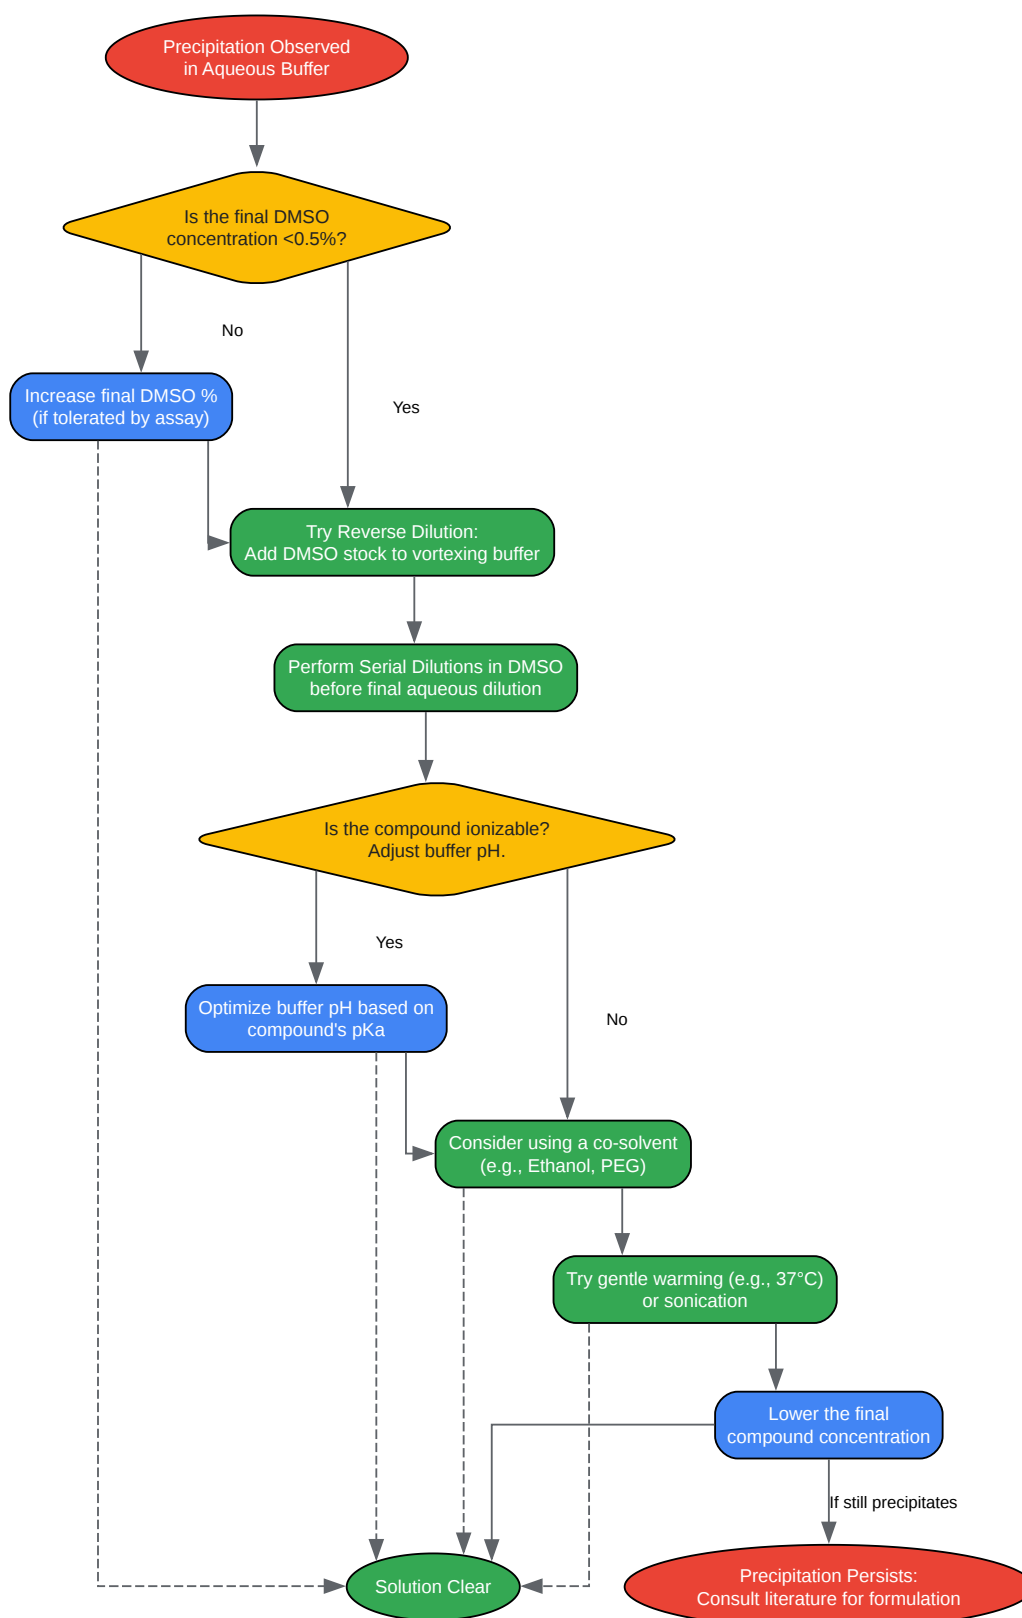 Precipitation Observed
in Aqueous Buffer
Is the final DMSO
concentration <0.5%?
No
Yes
Increase final DMSO %
(if tolerated by assay)
Try Reverse Dilution:
Add DMSO stock to vortexing buffer
Perform Serial Dilutions in DMSO
before final aqueous dilution
Is the compound ionizable?
Adjust buffer pH.
Yes
No
Optimize buffer pH based on
compound's pKa
Consider using a co-solvent
(e.g., Ethanol, PEG)
Try gentle warming (e.g., 37°C)
or sonication
Lower the final
compound concentration
If still precipitates
Solution Clear
Precipitation Persists:
Consult literature for formulation